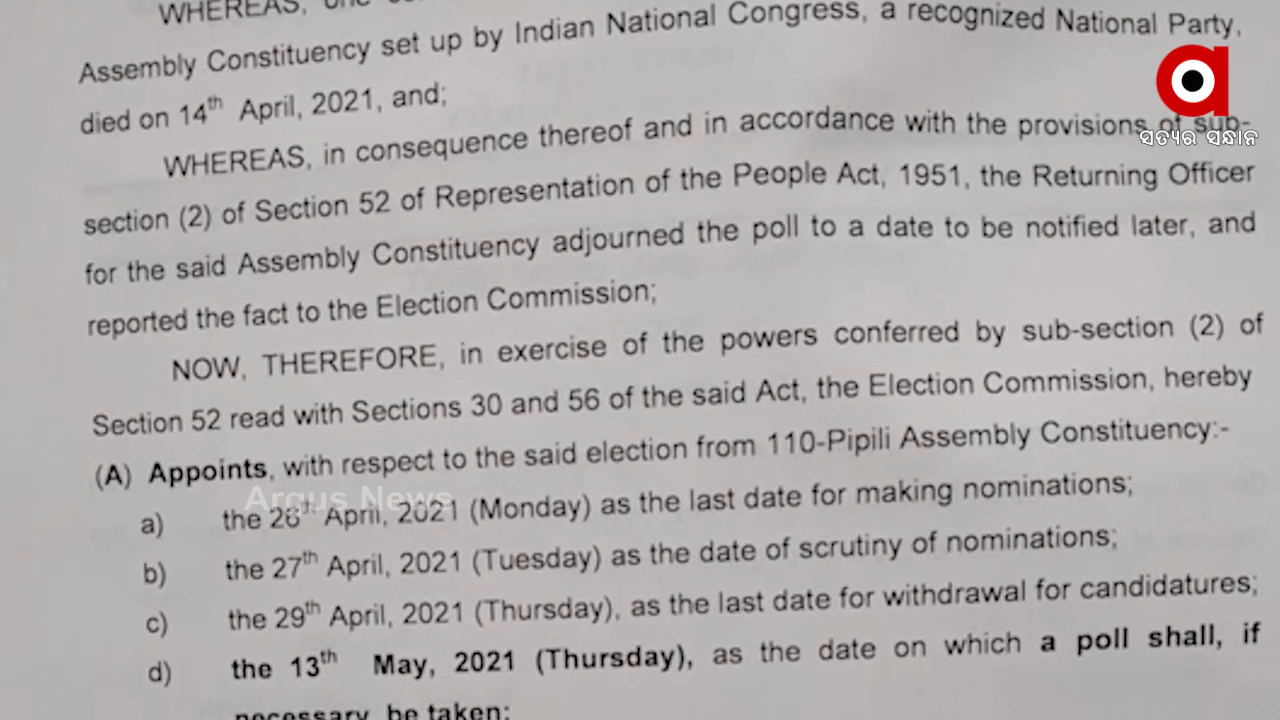 WHEREAS, one
Assembly Constituency set up by Indian National Congress, a recognized National Party,
died on 14th April, 2021, and;
WHEREAS, in consequence thereof and in accordance with the provisions of sub-
section (2) of Section 52 of Representation of the People Act, 1951, the Returning Officer
for the said Assembly Constituency adjourned the poll to a date to be notified later, and
reported the fact to the Election Commission;
NOW, THEREFORE, in exercise of the powers conferred by sub-section (2) of
Section 52 read with Sections 30 and 56 of the said Act, the Election Commission, hereby
(A) Appoints, with respect to the said election from 110-Pipili Assembly Constituency:-
a) the 26th April, 2021 (Monday) as the last date for making nominations;
b) the 27th April, 2021 (Tuesday) as the date of scrutiny of nominations;
c) the 29th April, 2021 (Thursday), as the last date for withdrawal for candidatures;
d) the 13th May, 2021 (Thursday), as the date on which a poll shall, if
necessary, be taken;
a
ସତ୍ୟର ସନ୍ଧାନ
Argus News